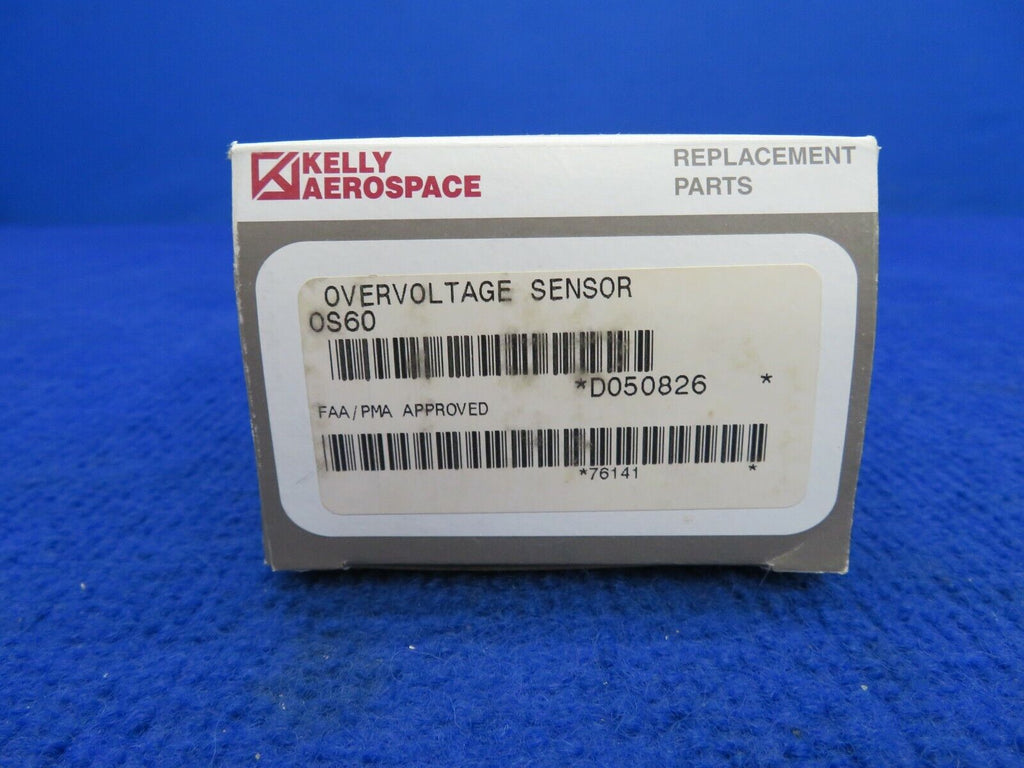 KELLY
AEROSPACE
REPLACEMENT
PARTS
OVERVOLTAGE SENSOR
OS60
*D050826 *
FAA/PMA APPROVED
*76141 *